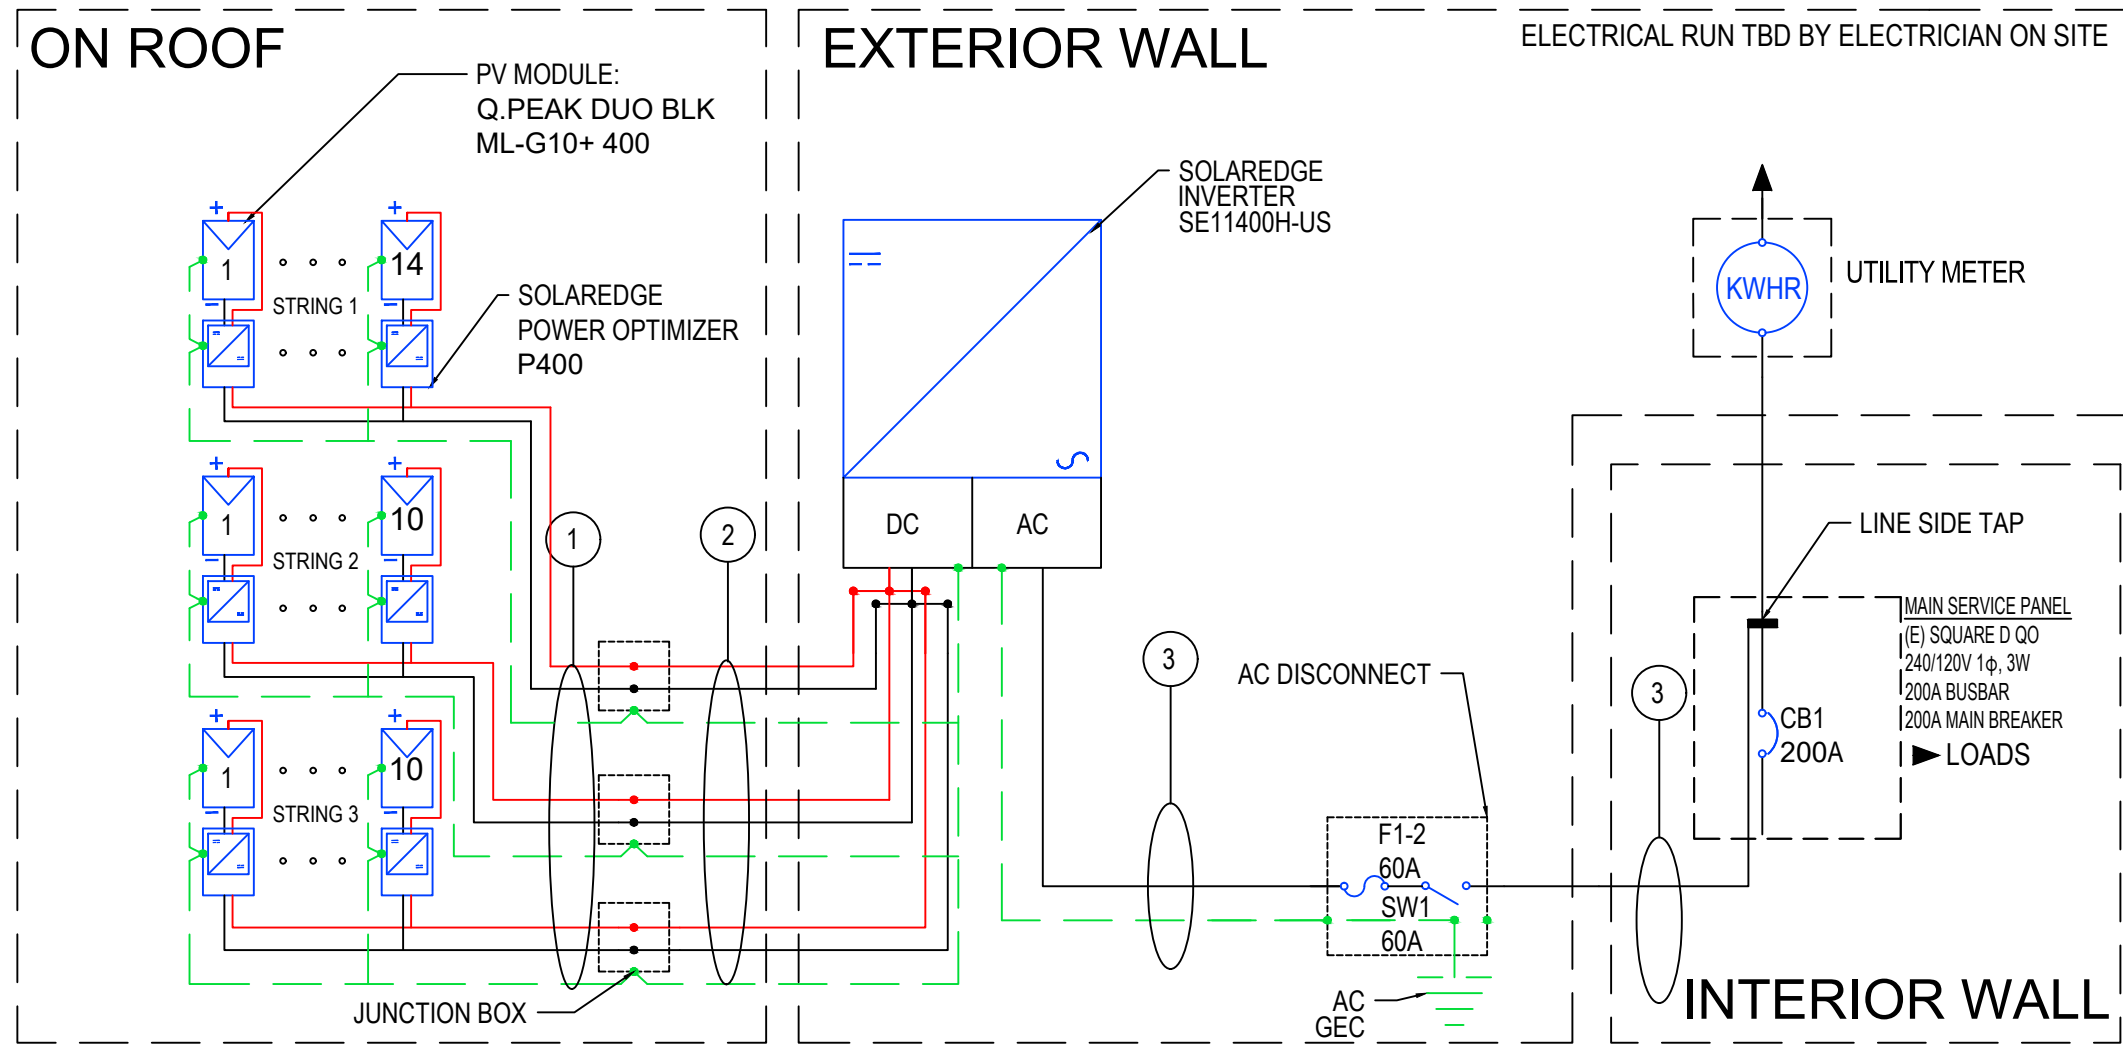 ON ROOF
PV MODULE:
Q.PEAK DUO BLK
ML-G10+ 400
+
+
1
14
STRING 1
SOLAREDGE
POWER OPTIMIZER
P400
+
+
1
10
STRING 2
+
+
1
10
STRING 3
1
2
JUNCTION BOX
EXTERIOR WALL
ELECTRICAL RUN TBD BY ELECTRICIAN ON SITE
SOLAREDGE
INVERTER
SE11400H-US
DC
AC
3
AC DISCONNECT
F1-2
60A
SW1
60A
AC
GEC
KWHR
UTILITY METER
LINE SIDE TAP
MAIN SERVICE PANEL
(E) SQUARE D QO
240/120V 1ϕ, 3W
200A BUSBAR
200A MAIN BREAKER
LOADS
CB1
200A
3
INTERIOR WALL